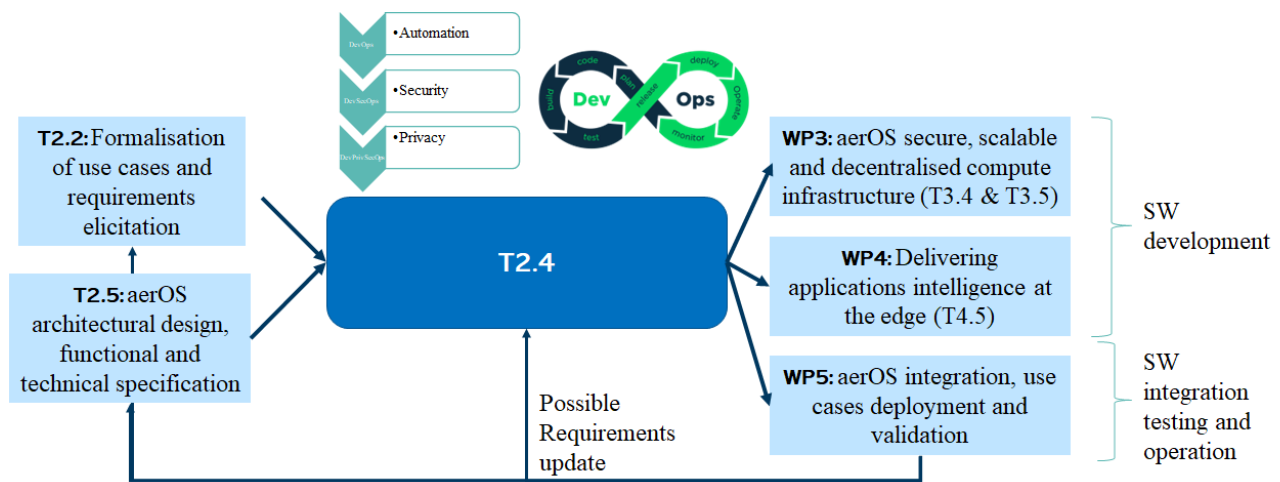 DevOps
•Automation
DevSecOps
•Security
DevPrivSecOps
•Privacy
code
plan
build
Dev
test
release
deploy
Ops
Operate
monitor
T2.2: Formalisation
of use cases and
requirements
elicitation
T2.5: aerOS
architectural design,
functional and
technical specification
T2.4
Possible
Requirements
update
WP3: aerOS secure, scalable
and decentralised compute
infrastructure (T3.4 & T3.5)
WP4: Delivering
applications intelligence at
the edge (T4.5)
WP5: aerOS integration, use
cases deployment and
validation
SW
development
SW
integration
testing and
operation